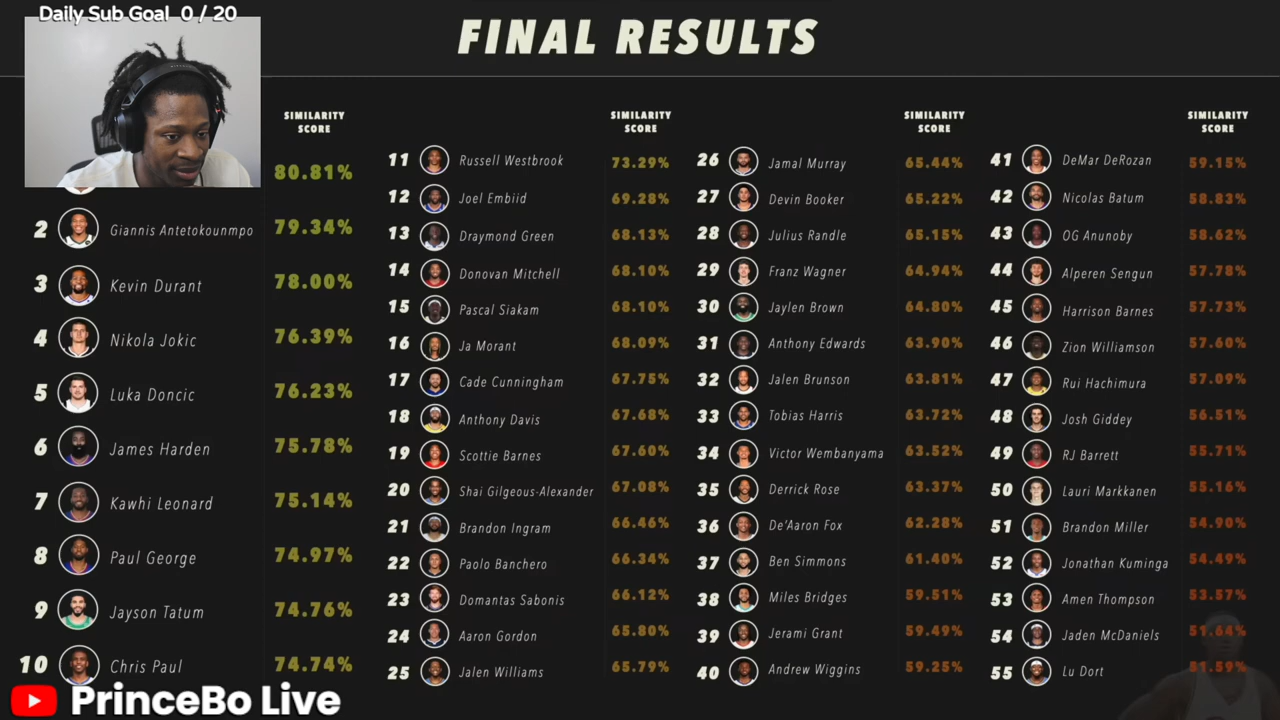 Daily Sub Goal 0 / 20
FINAL RESULTS
SIMILARITY
SCORE
80.81%
2 Giannis Antetokounmpo 79.34%
3 Kevin Durant 78.00%
4 Nikola Jokic 76.39%
5 Luka Doncic 76.23%
6 James Harden 75.78%
7 Kawhi Leonard 75.14%
8 Paul George 74.97%
9 Jayson Tatum 74.76%
10 Chris Paul 74.74%
SIMILARITY
SCORE
11 Russell Westbrook 73.29%
12 Joel Embiid 69.28%
13 Draymond Green 68.13%
14 Donovan Mitchell 68.10%
15 Pascal Siakam 68.10%
16 Ja Morant 68.09%
17 Cade Cunningham 67.75%
18 Anthony Davis 67.68%
19 Scottie Barnes 67.60%
20 Shai Gilgeous-Alexander 67.08%
21 Brandon Ingram 66.46%
22 Paolo Banchero 66.34%
23 Domantas Sabonis 66.12%
24 Aaron Gordon 65.80%
25 Jalen Williams 65.79%
SIMILARITY
SCORE
26 Jamal Murray 65.44%
27 Devin Booker 65.22%
28 Julius Randle 65.15%
29 Franz Wagner 64.94%
30 Jaylen Brown 64.80%
31 Anthony Edwards 63.90%
32 Jalen Brunson 63.81%
33 Tobias Harris 63.72%
34 Victor Wembanyama 63.52%
35 Derrick Rose 63.37%
36 De'Aaron Fox 62.28%
37 Ben Simmons 61.40%
38 Miles Bridges 59.51%
39 Jerami Grant 59.49%
40 Andrew Wiggins 59.25%
SIMILARITY
SCORE
41 DeMar DeRozan 59.15%
42 Nicolas Batum 58.83%
43 OG Anunoby 58.62%
44 Alperen Sengun 57.78%
45 Harrison Barnes 57.73%
46 Zion Williamson 57.60%
47 Rui Hachimura 57.09%
48 Josh Giddey 56.51%
49 RJ Barrett 55.71%
50 Lauri Markkanen 55.16%
51 Brandon Miller 54.90%
52 Jonathan Kuminga 54.49%
53 Amen Thompson 53.57%
54 Jaden McDaniels 51.64%
55 Lu Dort 51.59%
PrinceBo Live